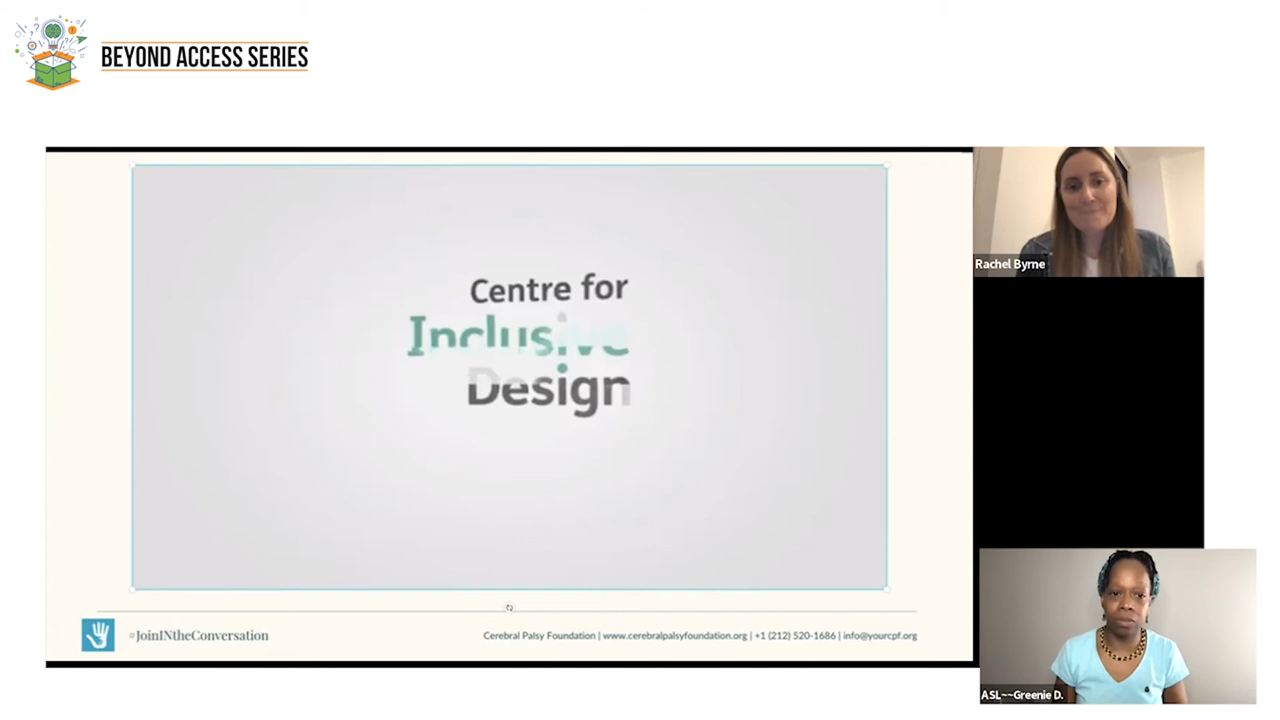 BEYOND ACCESS SERIES
Centre for
Inclusive
Design
Rachel Byrne
#JoinINtheConversation
Cerebral Palsy Foundation | www.cerebralpalsyfoundation.org | +1 (212) 520-1686 | info@yourcpf.org
ASL~~Greenie D.